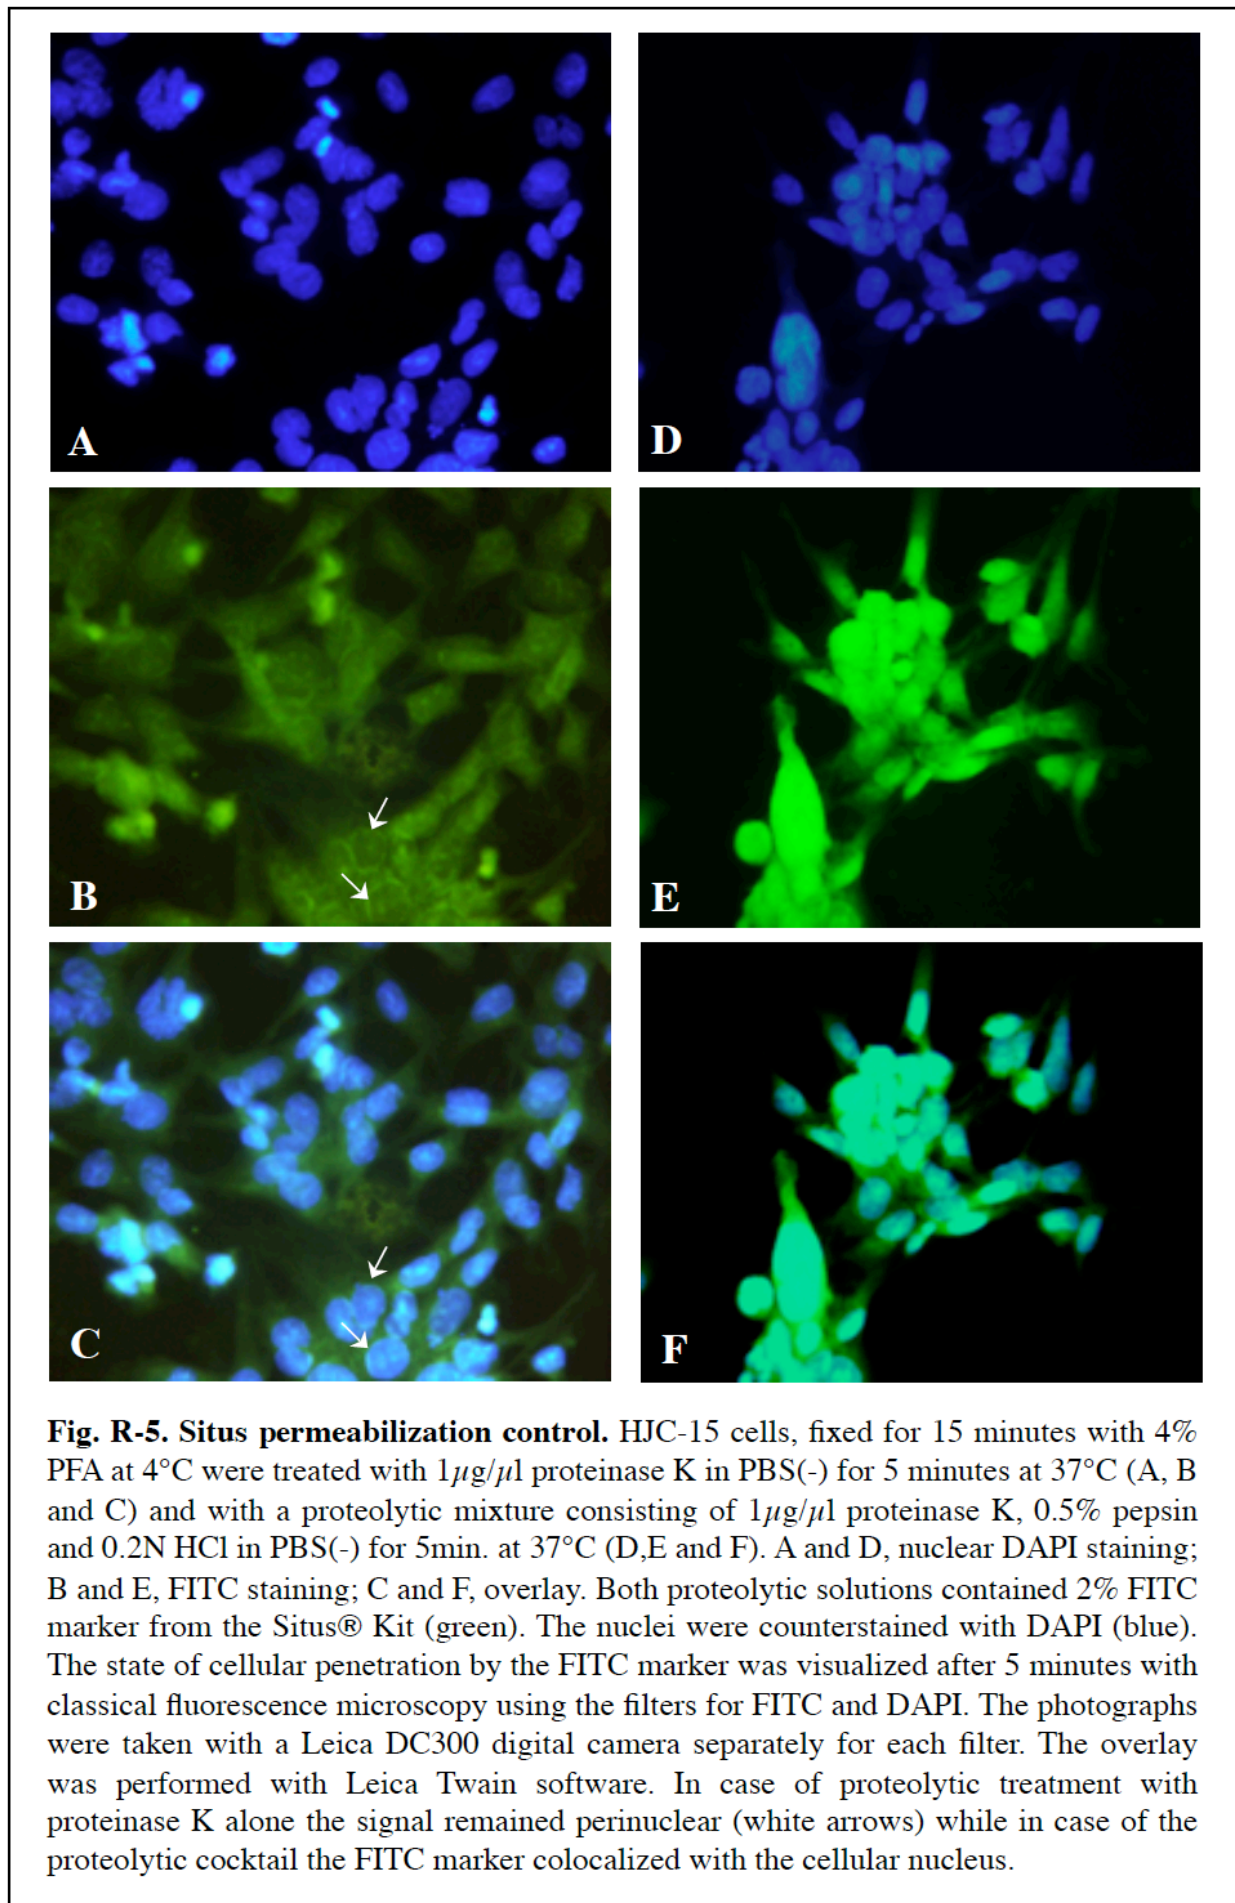 A
D
B
E
C
F
Fig. R-5. Situs permeabilization control. HJC-15 cells, fixed for 15 minutes with 4%
PFA at 4°C were treated with 1µg/µl proteinase K in PBS(-) for 5 minutes at 37°C (A, B
and C) and with a proteolytic mixture consisting of 1µg/µl proteinase K, 0.5% pepsin
and 0.2N HCl in PBS(-) for 5min. at 37°C (D,E and F). A and D, nuclear DAPI staining;
B and E, FITC staining; C and F, overlay. Both proteolytic solutions contained 2% FITC
marker from the Situs® Kit (green). The nuclei were counterstained with DAPI (blue).
The state of cellular penetration by the FITC marker was visualized after 5 minutes with
classical fluorescence microscopy using the filters for FITC and DAPI. The photographs
were taken with a Leica DC300 digital camera separately for each filter. The overlay
was performed with Leica Twain software. In case of proteolytic treatment with
proteinase K alone the signal remained perinuclear (white arrows) while in case of the
proteolytic cocktail the FITC marker colocalized with the cellular nucleus.